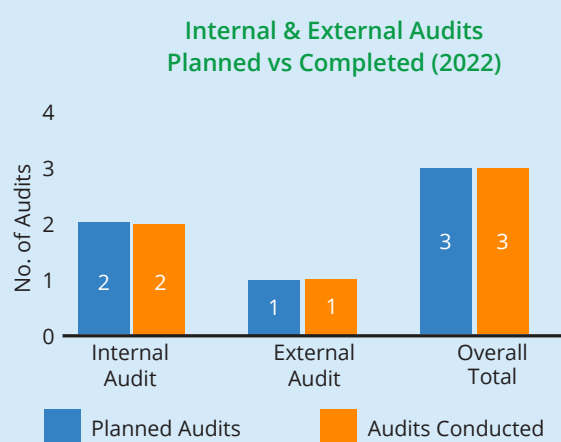 Internal & External Audits
Planned vs Completed (2022)
No. of Audits
4
3
2
1
0
2
2
1
1
3
3
Internal
Audit
External
Audit
Overall
Total
Planned Audits
Audits Conducted